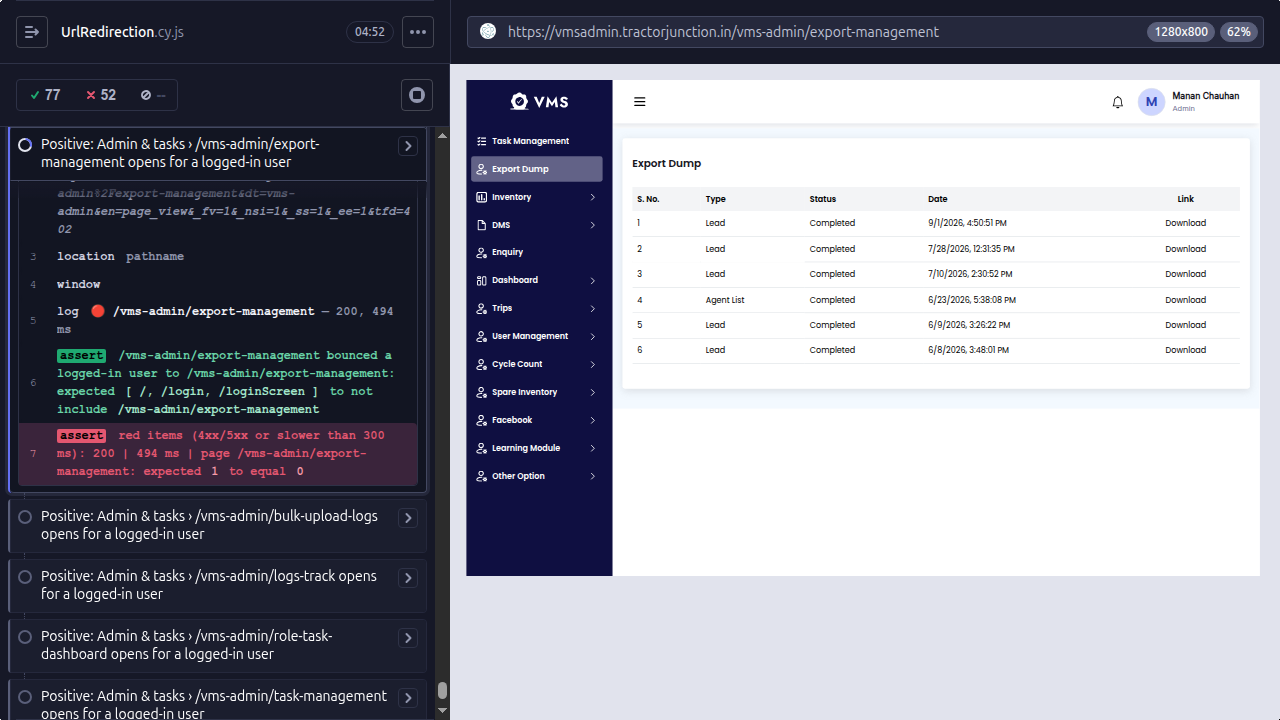 UrlRedirection.cy.js
04:52
77
52
--
Positive: Admin & tasks › /vms-admin/export-
management opens for a logged-in user
admin%2Fexport-management&dt=vms-
admin&en=page_view&_fv=1&_nsi=1&_ss=1&_ee=1&tfd=4
02
3 location pathname
4 window
5 log 🔴 /vms-admin/export-management — 200, 494
ms
assert /vms-admin/export-management bounced a
logged-in user to /vms-admin/export-management:
6 expected [ /, /login, /loginScreen ] to not
include /vms-admin/export-management
assert red items (4xx/5xx or slower than 300
7 ms): 200 | 494 ms | page /vms-admin/export-
management: expected 1 to equal 0
Positive: Admin & tasks › /vms-admin/bulk-upload-logs
opens for a logged-in user
Positive: Admin & tasks › /vms-admin/logs-track opens
for a logged-in user
Positive: Admin & tasks › /vms-admin/role-task-
dashboard opens for a logged-in user
Positive: Admin & tasks › /vms-admin/task-management
opens for a logged-in user
https://vmsadmin.tractorjunction.in/vms-admin/export-management
1280x800
62%
VMS
Task Management
Export Dump
Inventory
DMS
Enquiry
Dashboard
Trips
User Management
Cycle Count
Spare Inventory
Facebook
Learning Module
Other Option
M
Manan Chauhan
Admin
Export Dump
S. No. Type Status Date Link
1 Lead Completed 9/1/2026, 4:50:51 PM Download
2 Lead Completed 7/28/2026, 12:31:35 PM Download
3 Lead Completed 7/10/2026, 2:30:52 PM Download
4 Agent List Completed 6/23/2026, 5:38:08 PM Download
5 Lead Completed 6/9/2026, 3:26:22 PM Download
6 Lead Completed 6/8/2026, 3:48:01 PM Download